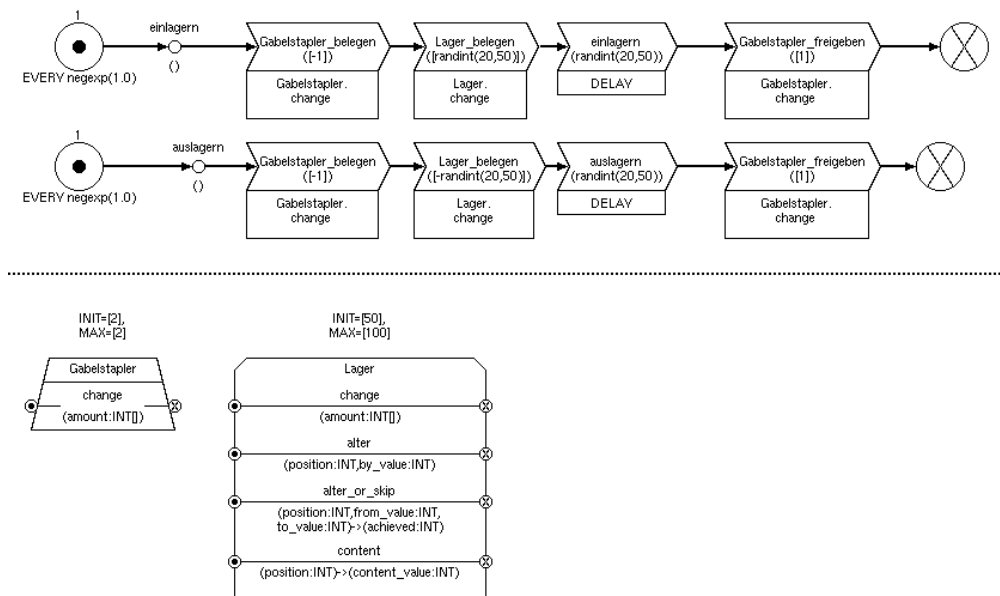 1
einlagern
()
EVERY negexp(1.0)
Gabelstapler_belegen
([-1])
Gabelstapler.
change
Lager_belegen
([randint(20,50)])
Lager.
change
einlagern
(randint(20,50))
DELAY
Gabelstapler_freigeben
([1])
Gabelstapler.
change
1
auslagern
()
EVERY negexp(1.0)
Gabelstapler_belegen
([-1])
Gabelstapler.
change
Lager_belegen
([-randint(20,50)])
Lager.
change
auslagern
(randint(20,50))
DELAY
Gabelstapler_freigeben
([1])
Gabelstapler.
change
INIT=[2],
MAX=[2]
Gabelstapler
change
(amount:INT[])
INIT=[50],
MAX=[100]
Lager
change
(amount:INT[])
alter
(position:INT,by_value:INT)
alter_or_skip
(position:INT,from_value:INT,
to_value:INT)->(achieved:INT)
content
(position:INT)->(content_value:INT)